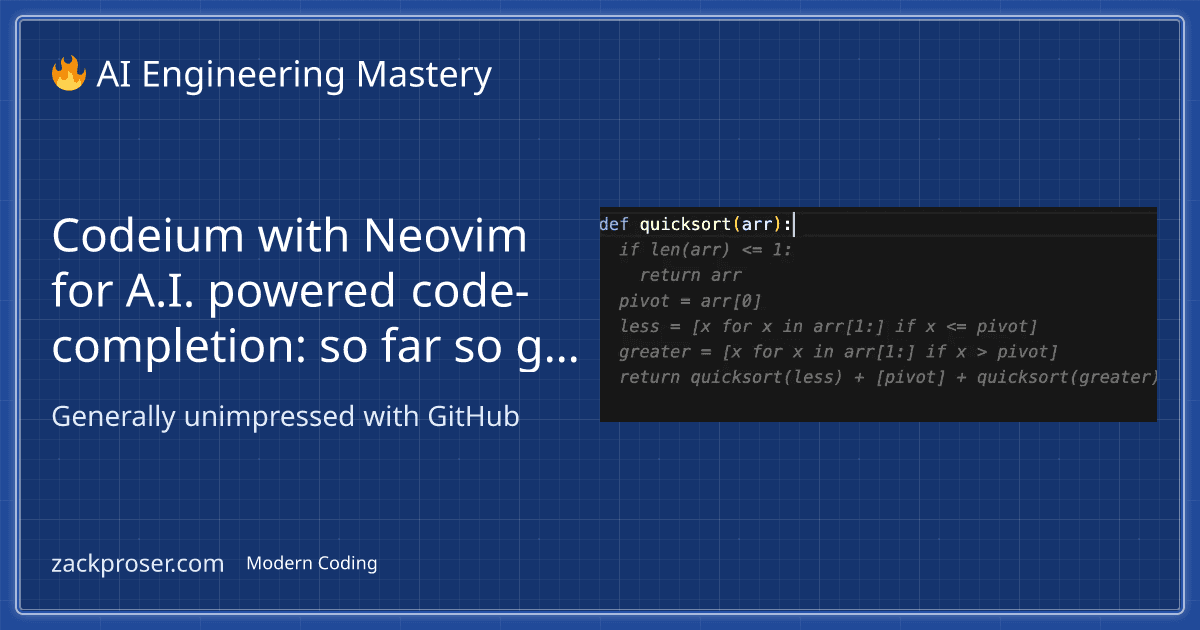 🔥 AI Engineering Mastery
Codeium with Neovim
for A.I. powered code-
completion: so far so g...
Generally unimpressed with GitHub
def quicksort(arr):
  if len(arr) <= 1:
    return arr
  pivot = arr[0]
  less = [x for x in arr[1:] if x <= pivot]
  greater = [x for x in arr[1:] if x > pivot]
  return quicksort(less) + [pivot] + quicksort(greater)
zackproser.com Modern Coding